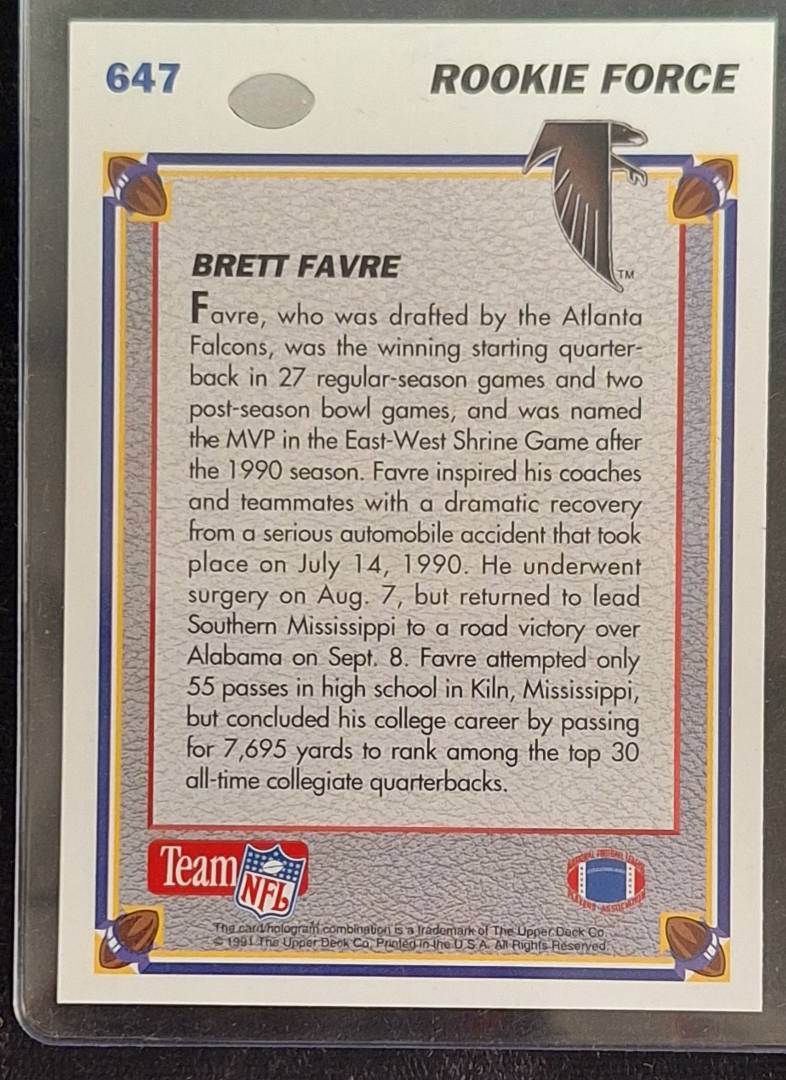 647
ROOKIE FORCE
TM
BRETT FAVRE
Favre, who was drafted by the Atlanta
Falcons, was the winning starting quarter-
back in 27 regular-season games and two
post-season bowl games, and was named
the MVP in the East-West Shrine Game after
the 1990 season. Favre inspired his coaches
and teammates with a dramatic recovery
from a serious automobile accident that took
place on July 14, 1990. He underwent
surgery on Aug. 7, but returned to lead
Southern Mississippi to a road victory over
Alabama on Sept. 8. Favre attempted only
55 passes in high school in Kiln, Mississippi,
but concluded his college career by passing
for 7,695 yards to rank among the top 30
all-time collegiate quarterbacks.
Team NFL
NATIONAL FOOTBALL LEAGUE
PLAYERS ASSOCIATION
The card/hologram combination is a trademark of The Upper Deck Co.
© 1991 The Upper Deck Co. Printed in the U.S.A. All Rights Reserved.